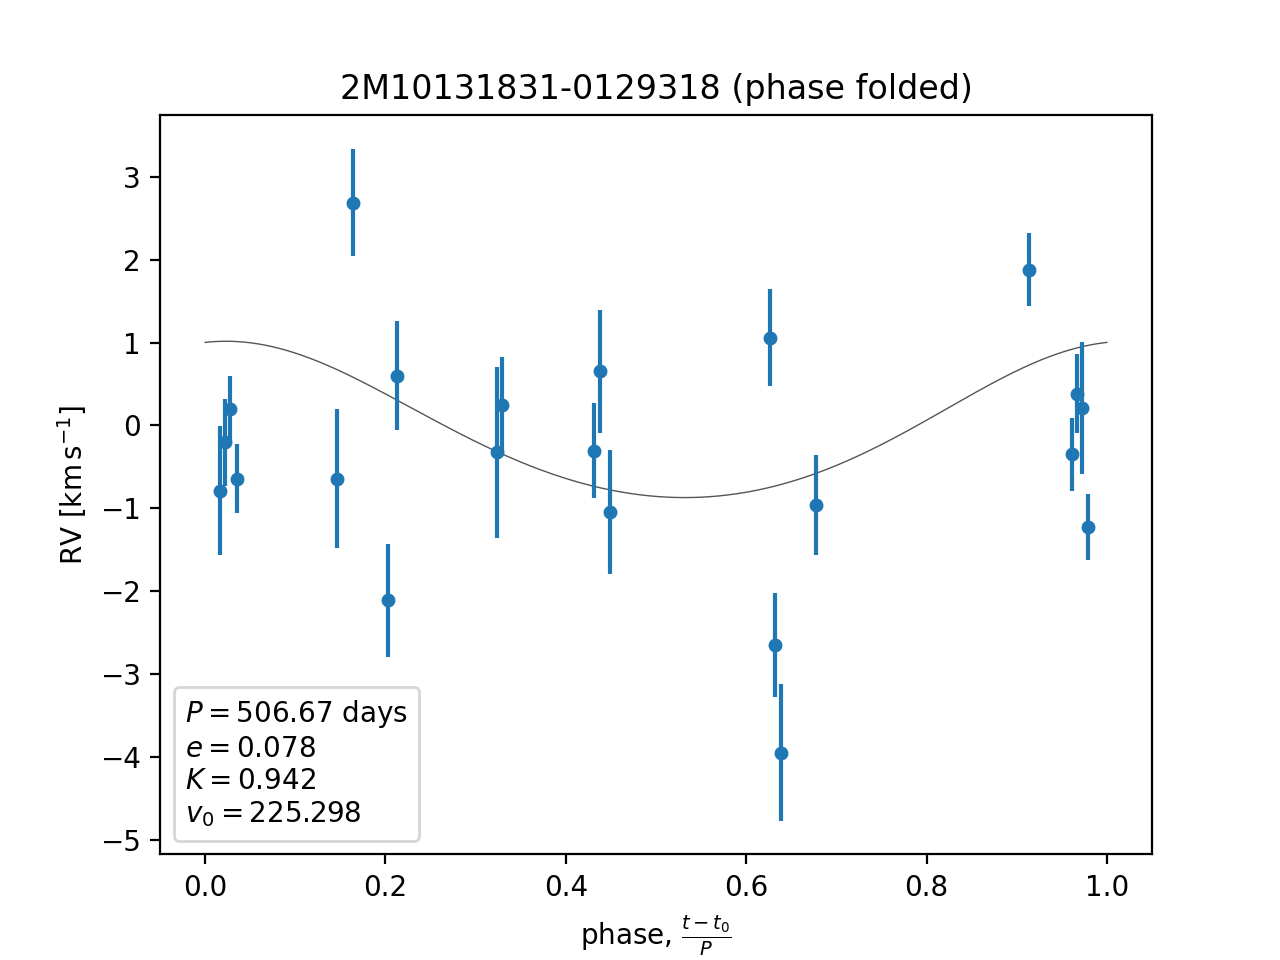 2M10131831-0129318 (phase folded)
RV [km s⁻¹]
3
2
1
0
−1
−2
−3
−4
−5
P = 506.67 days
e = 0.078
K = 0.942
v₀ = 225.298
0.0 0.2 0.4 0.6 0.8 1.0
phase, (t − t₀)/P